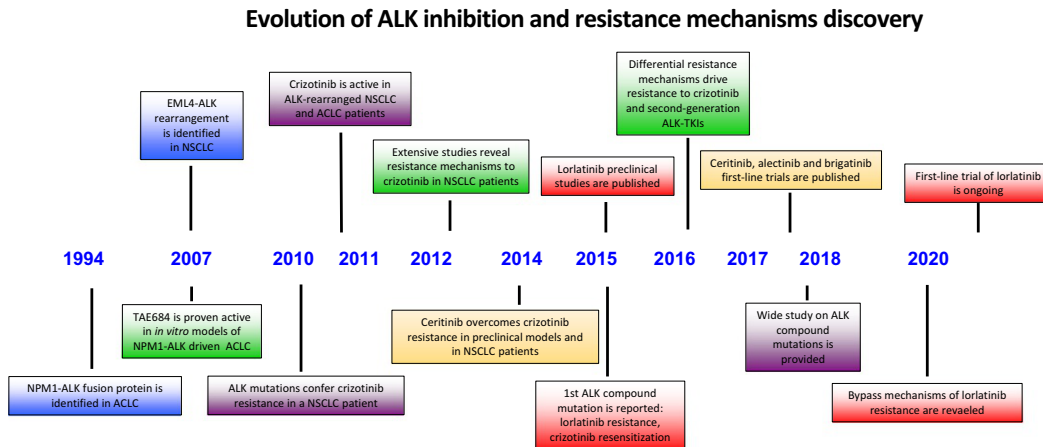 Evolution of ALK inhibition and resistance mechanisms discovery
EML4-ALK
rearrangement
is identified
in NSCLC
Crizotinib is active in
ALK-rearranged NSCLC
and ACLC patients
Extensive studies reveal
resistance mechanisms to
crizotinib in NSCLC patients
Lorlatinib preclinical
studies are published
Differential resistance
mechanisms drive
resistance to crizotinib
and second-generation
ALK-TKIs
Ceritinib, alectinib and brigatinib
first-line trials are published
First-line trial of lorlatinib
is ongoing
1994 2007 2010 2011 2012 2014 2015 2016 2017 2018 2020
TAE684 is proven active
in in vitro models of
NPM1-ALK driven ACLC
NPM1-ALK fusion protein is
identified in ACLC
ALK mutations confer crizotinib
resistance in a NSCLC patient
Ceritinib overcomes crizotinib
resistance in preclinical models and
in NSCLC patients
1st ALK compound
mutation is reported:
lorlatinib resistance,
crizotinib resensitization
Wide study on ALK
compound
mutations is
provided
Bypass mechanisms of lorlatinib
resistance are revaeled